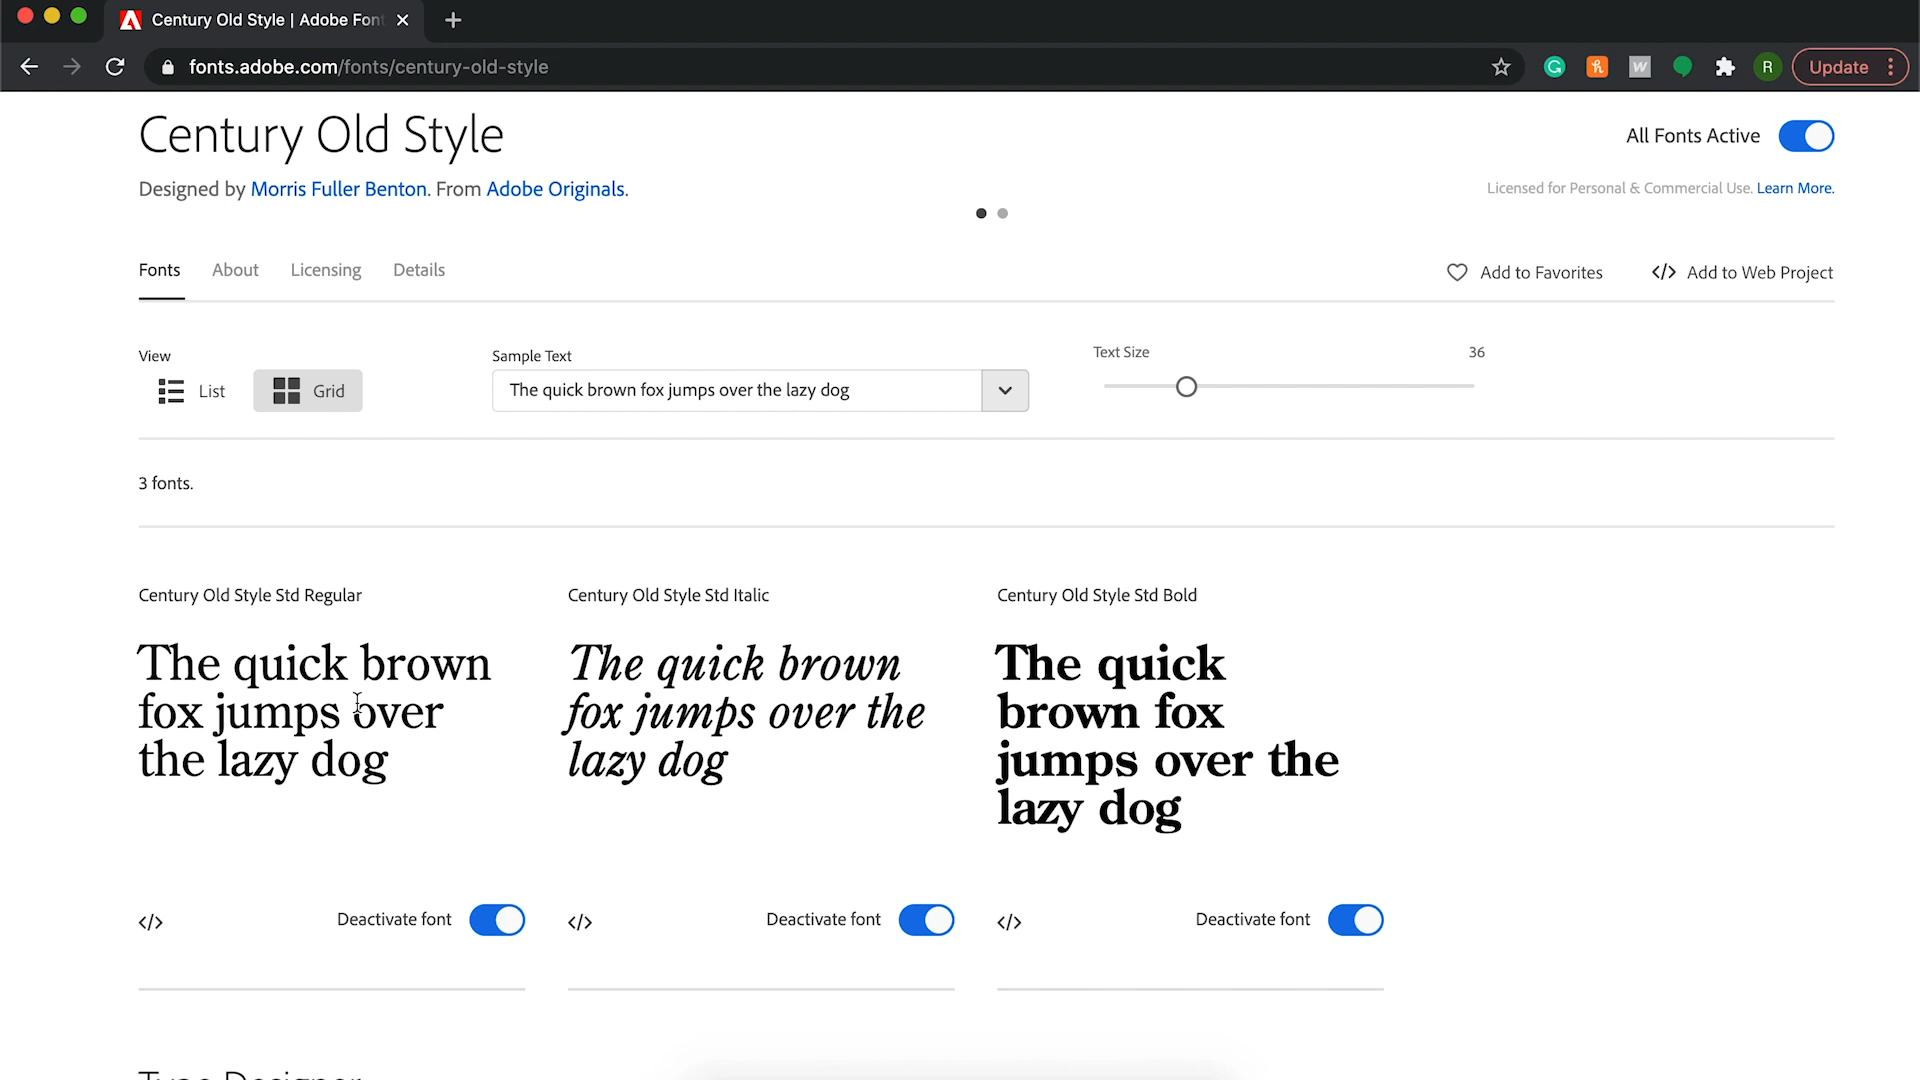 Century Old Style | Adobe Font
fonts.adobe.com/fonts/century-old-style
R
Update
Century Old Style
All Fonts Active
Designed by Morris Fuller Benton. From Adobe Originals.
Licensed for Personal & Commercial Use. Learn More.
Fonts About Licensing Details
Add to Favorites
</> Add to Web Project
View
List
Grid
Sample Text
The quick brown fox jumps over the lazy dog
Text Size 36
3 fonts.
Century Old Style Std Regular
The quick brown
fox jumps over
the lazy dog
</> Deactivate font
Century Old Style Std Italic
The quick brown
fox jumps over the
lazy dog
</> Deactivate font
Century Old Style Std Bold
The quick
brown fox
jumps over the
lazy dog
</> Deactivate font
Type Designer